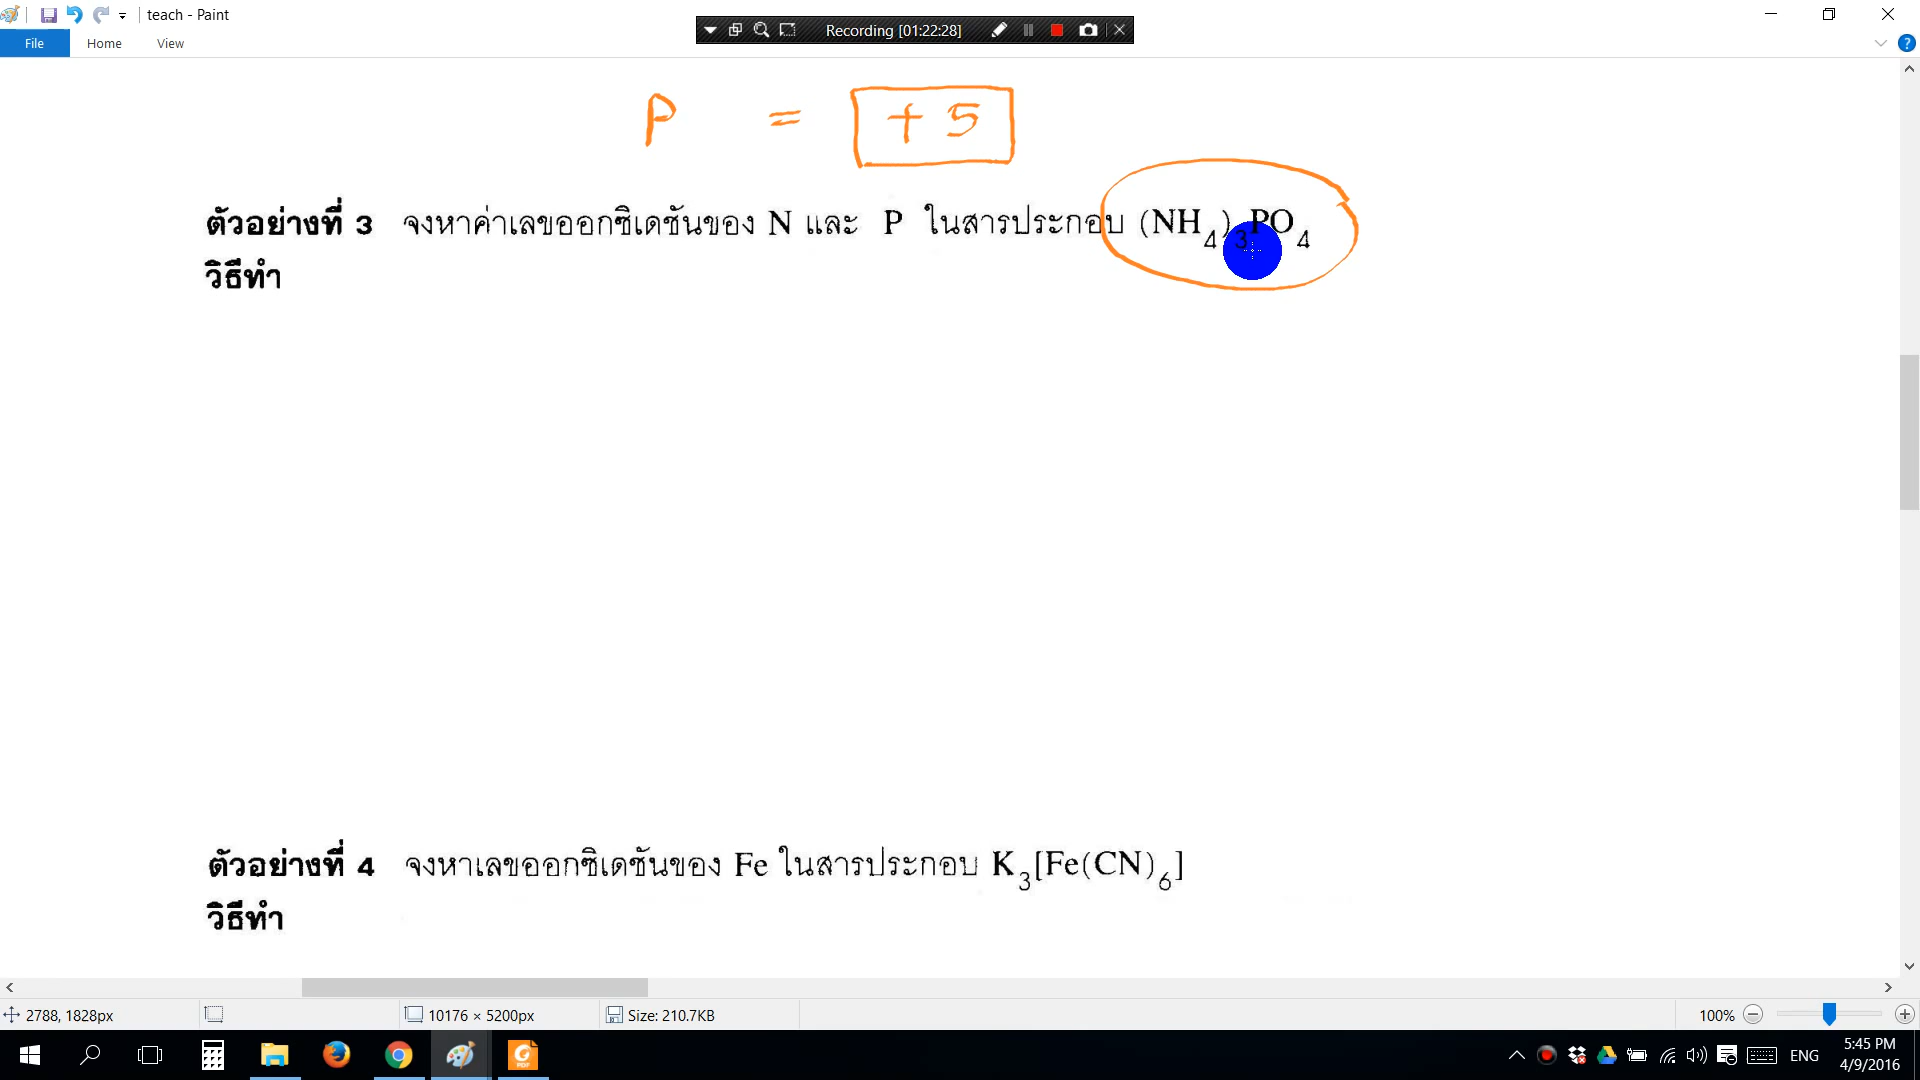 teach - Paint
Recording [01:22:28]
File Home View
P = + 5
ตัวอย่างที่ 3 จงหาค่าเลขออกซิเดชันของ N และ P ในสารประกอบ (NH4)3PO4
วิธีทำ
ตัวอย่างที่ 4 จงหาเลขออกซิเดชันของ Fe ในสารประกอบ K3[Fe(CN)6]
วิธีทำ
2788, 1828px 10176 × 5200px Size: 210.7KB 100%
ENG 5:45 PM
4/9/2016